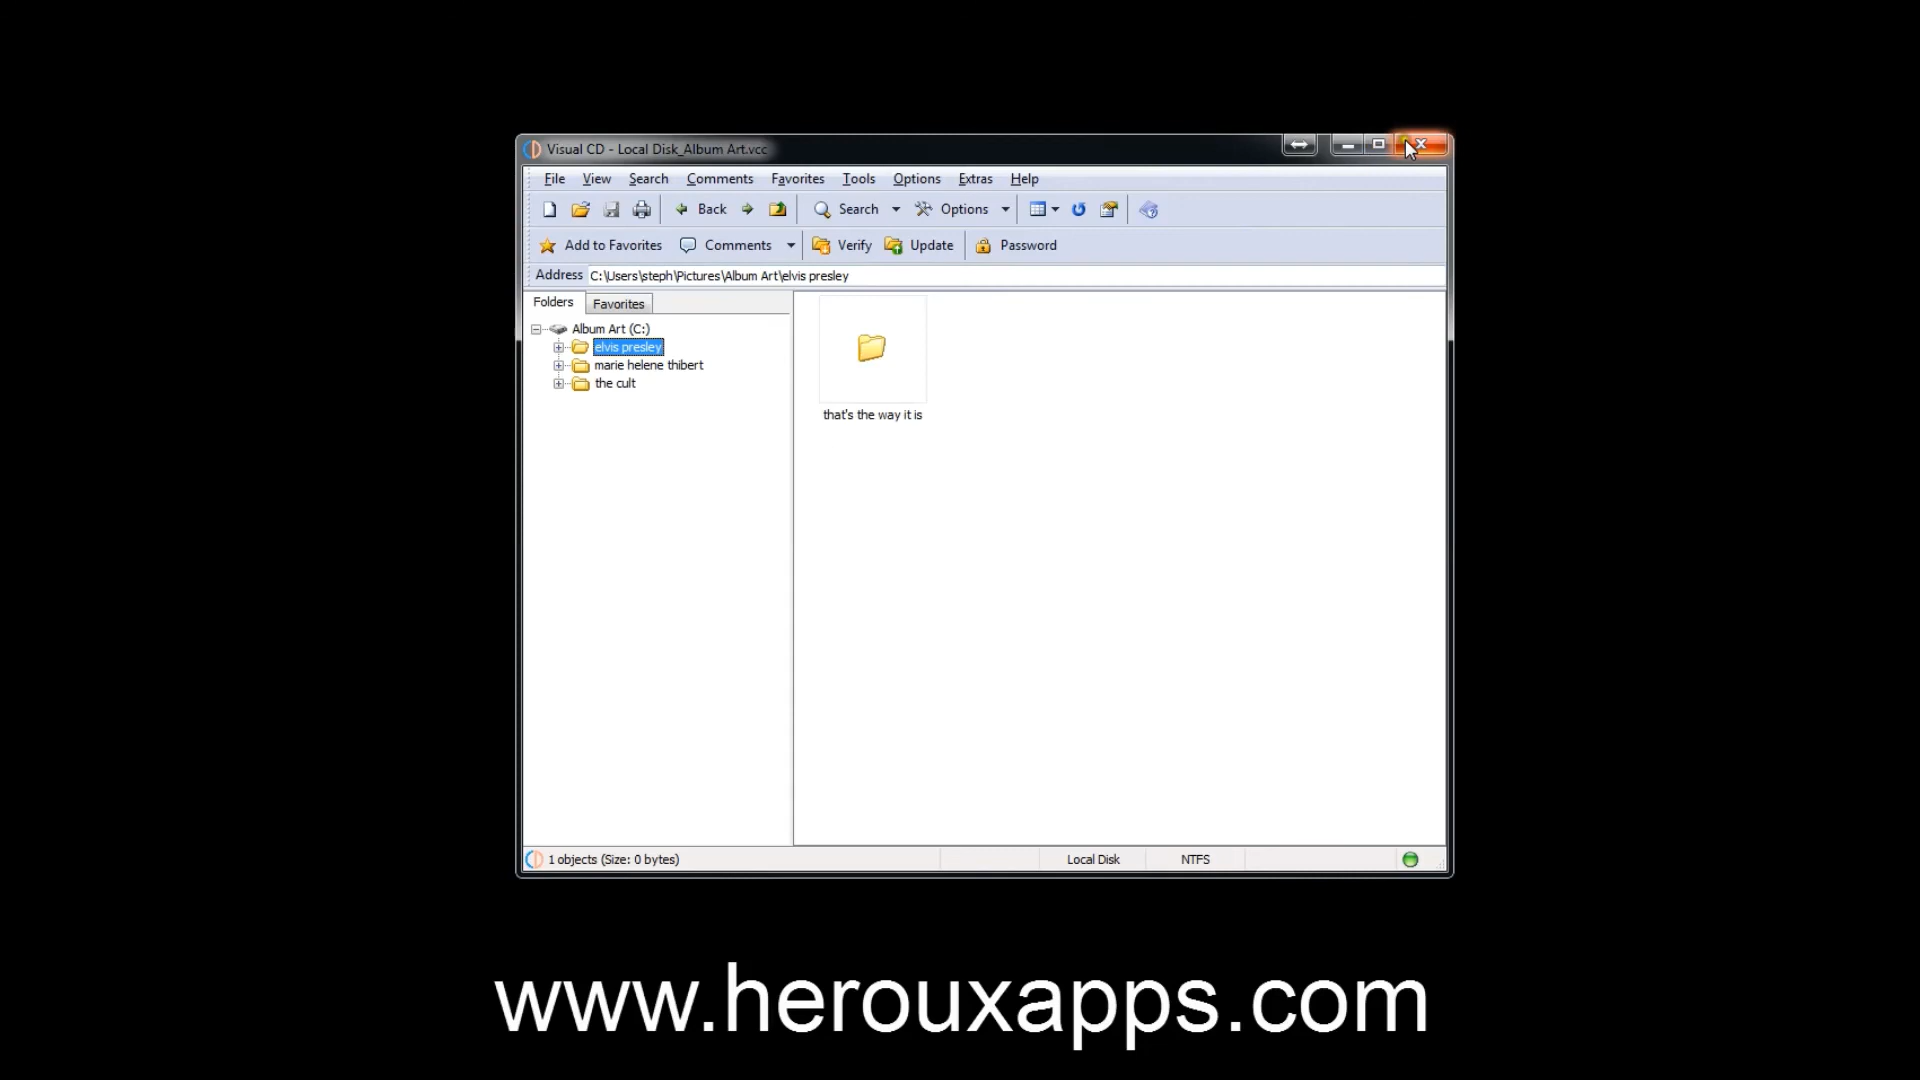 Visual CD - Local Disk_Album Art.vcc
File View Search Comments Favorites Tools Options Extras Help
Back Search Options
Add to Favorites Comments Verify Update Password
Address C:\Users\steph\Pictures\Album Art\elvis presley
Folders Favorites
Album Art (C:)
elvis presley
marie helene thibert
the cult
that's the way it is
1 objects (Size: 0 bytes) Local Disk NTFS
www.herouxapps.com